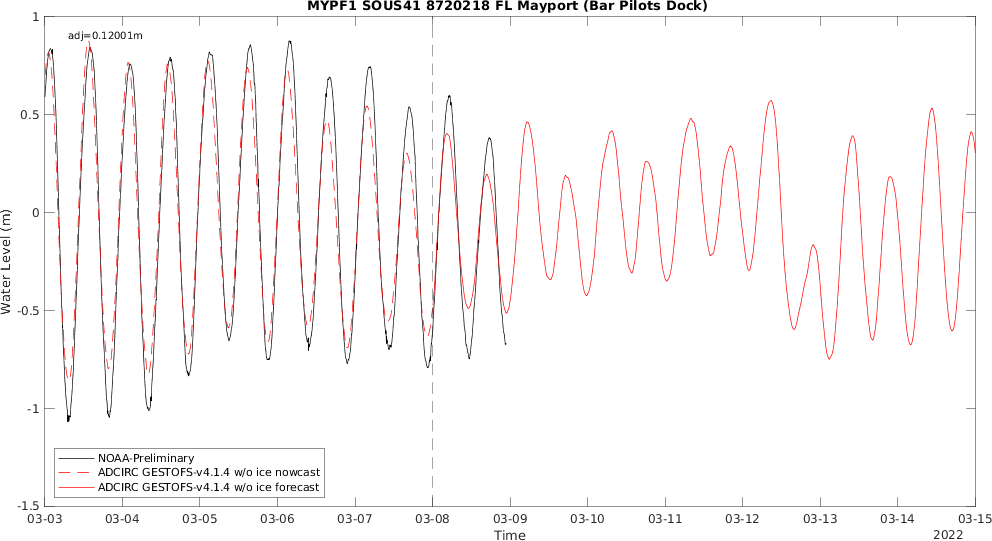 MYPF1 SOUS41 8720218 FL Mayport (Bar Pilots Dock)
adj=0.12001m
1
0.5
0
-0.5
-1
-1.5
Water Level (m)
NOAA-Preliminary
ADCIRC GESTOFS-v4.1.4 w/o ice nowcast
ADCIRC GESTOFS-v4.1.4 w/o ice forecast
03-03 03-04 03-05 03-06 03-07 03-08 03-09 03-10 03-11 03-12 03-13 03-14 03-15
Time
2022